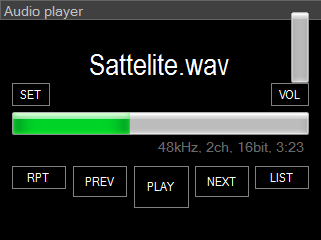 Audio player
Sattelite.wav
SET
VOL
48kHz, 2ch, 16bit, 3:23
RPT
PREV
PLAY
NEXT
LIST